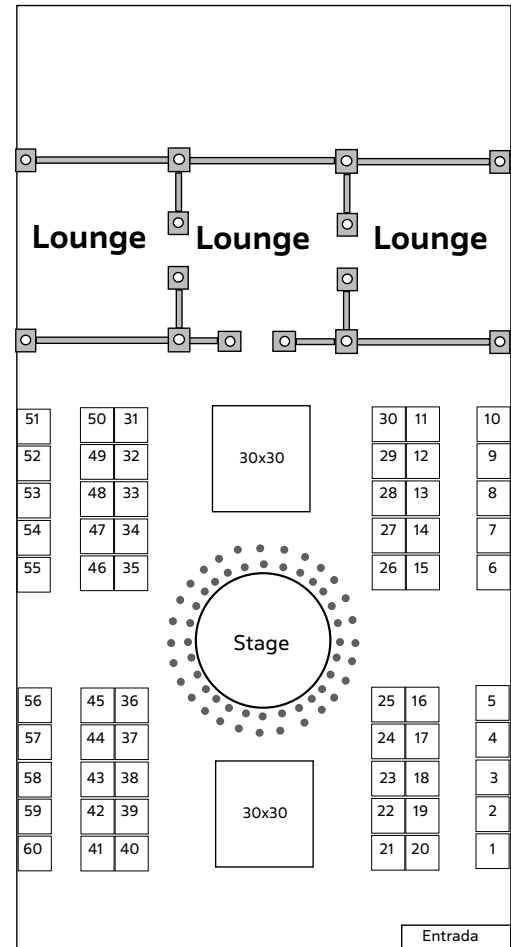 Lounge Lounge Lounge
51 50 31 30 11 10
52 49 32 30x30 29 12 9
53 48 33 28 13 8
54 47 34 27 14 7
55 46 35 26 15 6
Stage
56 45 36 25 16 5
57 44 37 24 17 4
58 43 38 23 18 3
59 42 39 30x30 22 19 2
60 41 40 21 20 1
Entrada